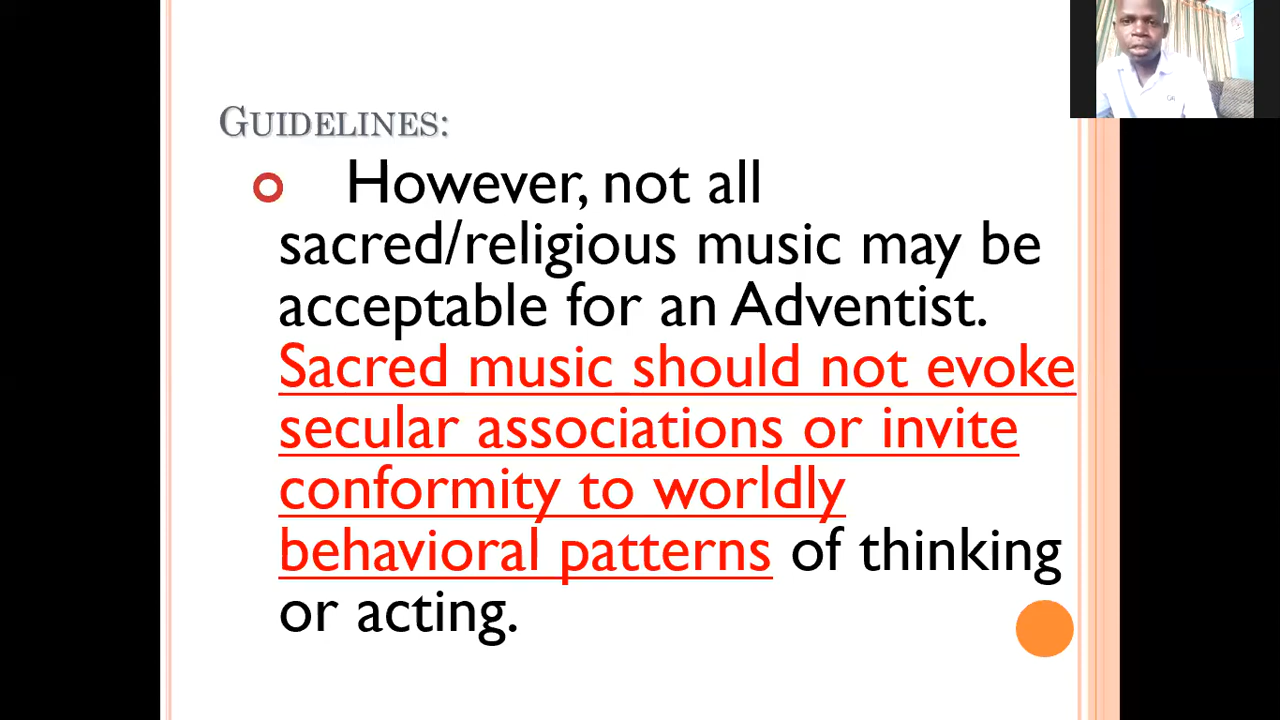 GUIDELINES:
However, not all
sacred/religious music may be
acceptable for an Adventist.
Sacred music should not evoke
secular associations or invite
conformity to worldly
behavioral patterns of thinking
or acting.